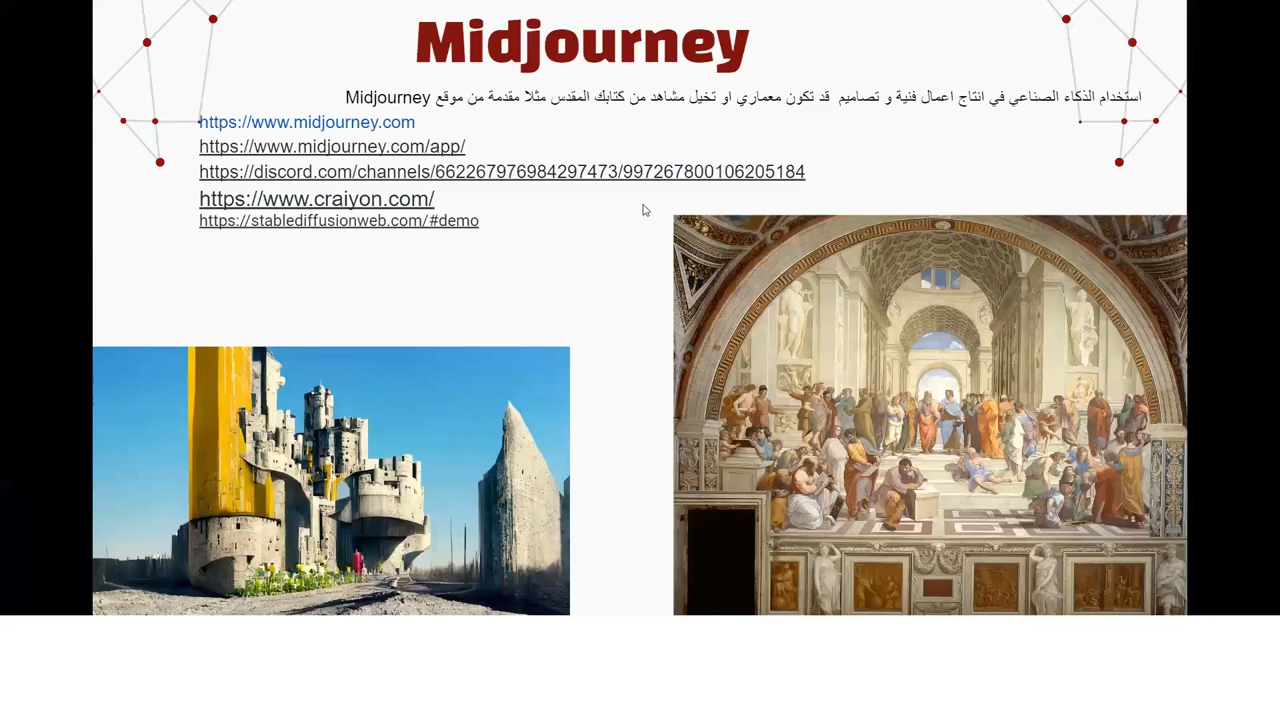 Midjourney
استخدام الذكاء الصناعي في انتاج اعمال فنية و تصاميم قد تكون معماري او تخيل مشاهد من كتابك المقدس مثلا مقدمة من موقع Midjourney
https://www.midjourney.com
https://www.midjourney.com/app/
https://discord.com/channels/662267976984297473/997267800106205184
https://www.craiyon.com/
https://stablediffusionweb.com/#demo